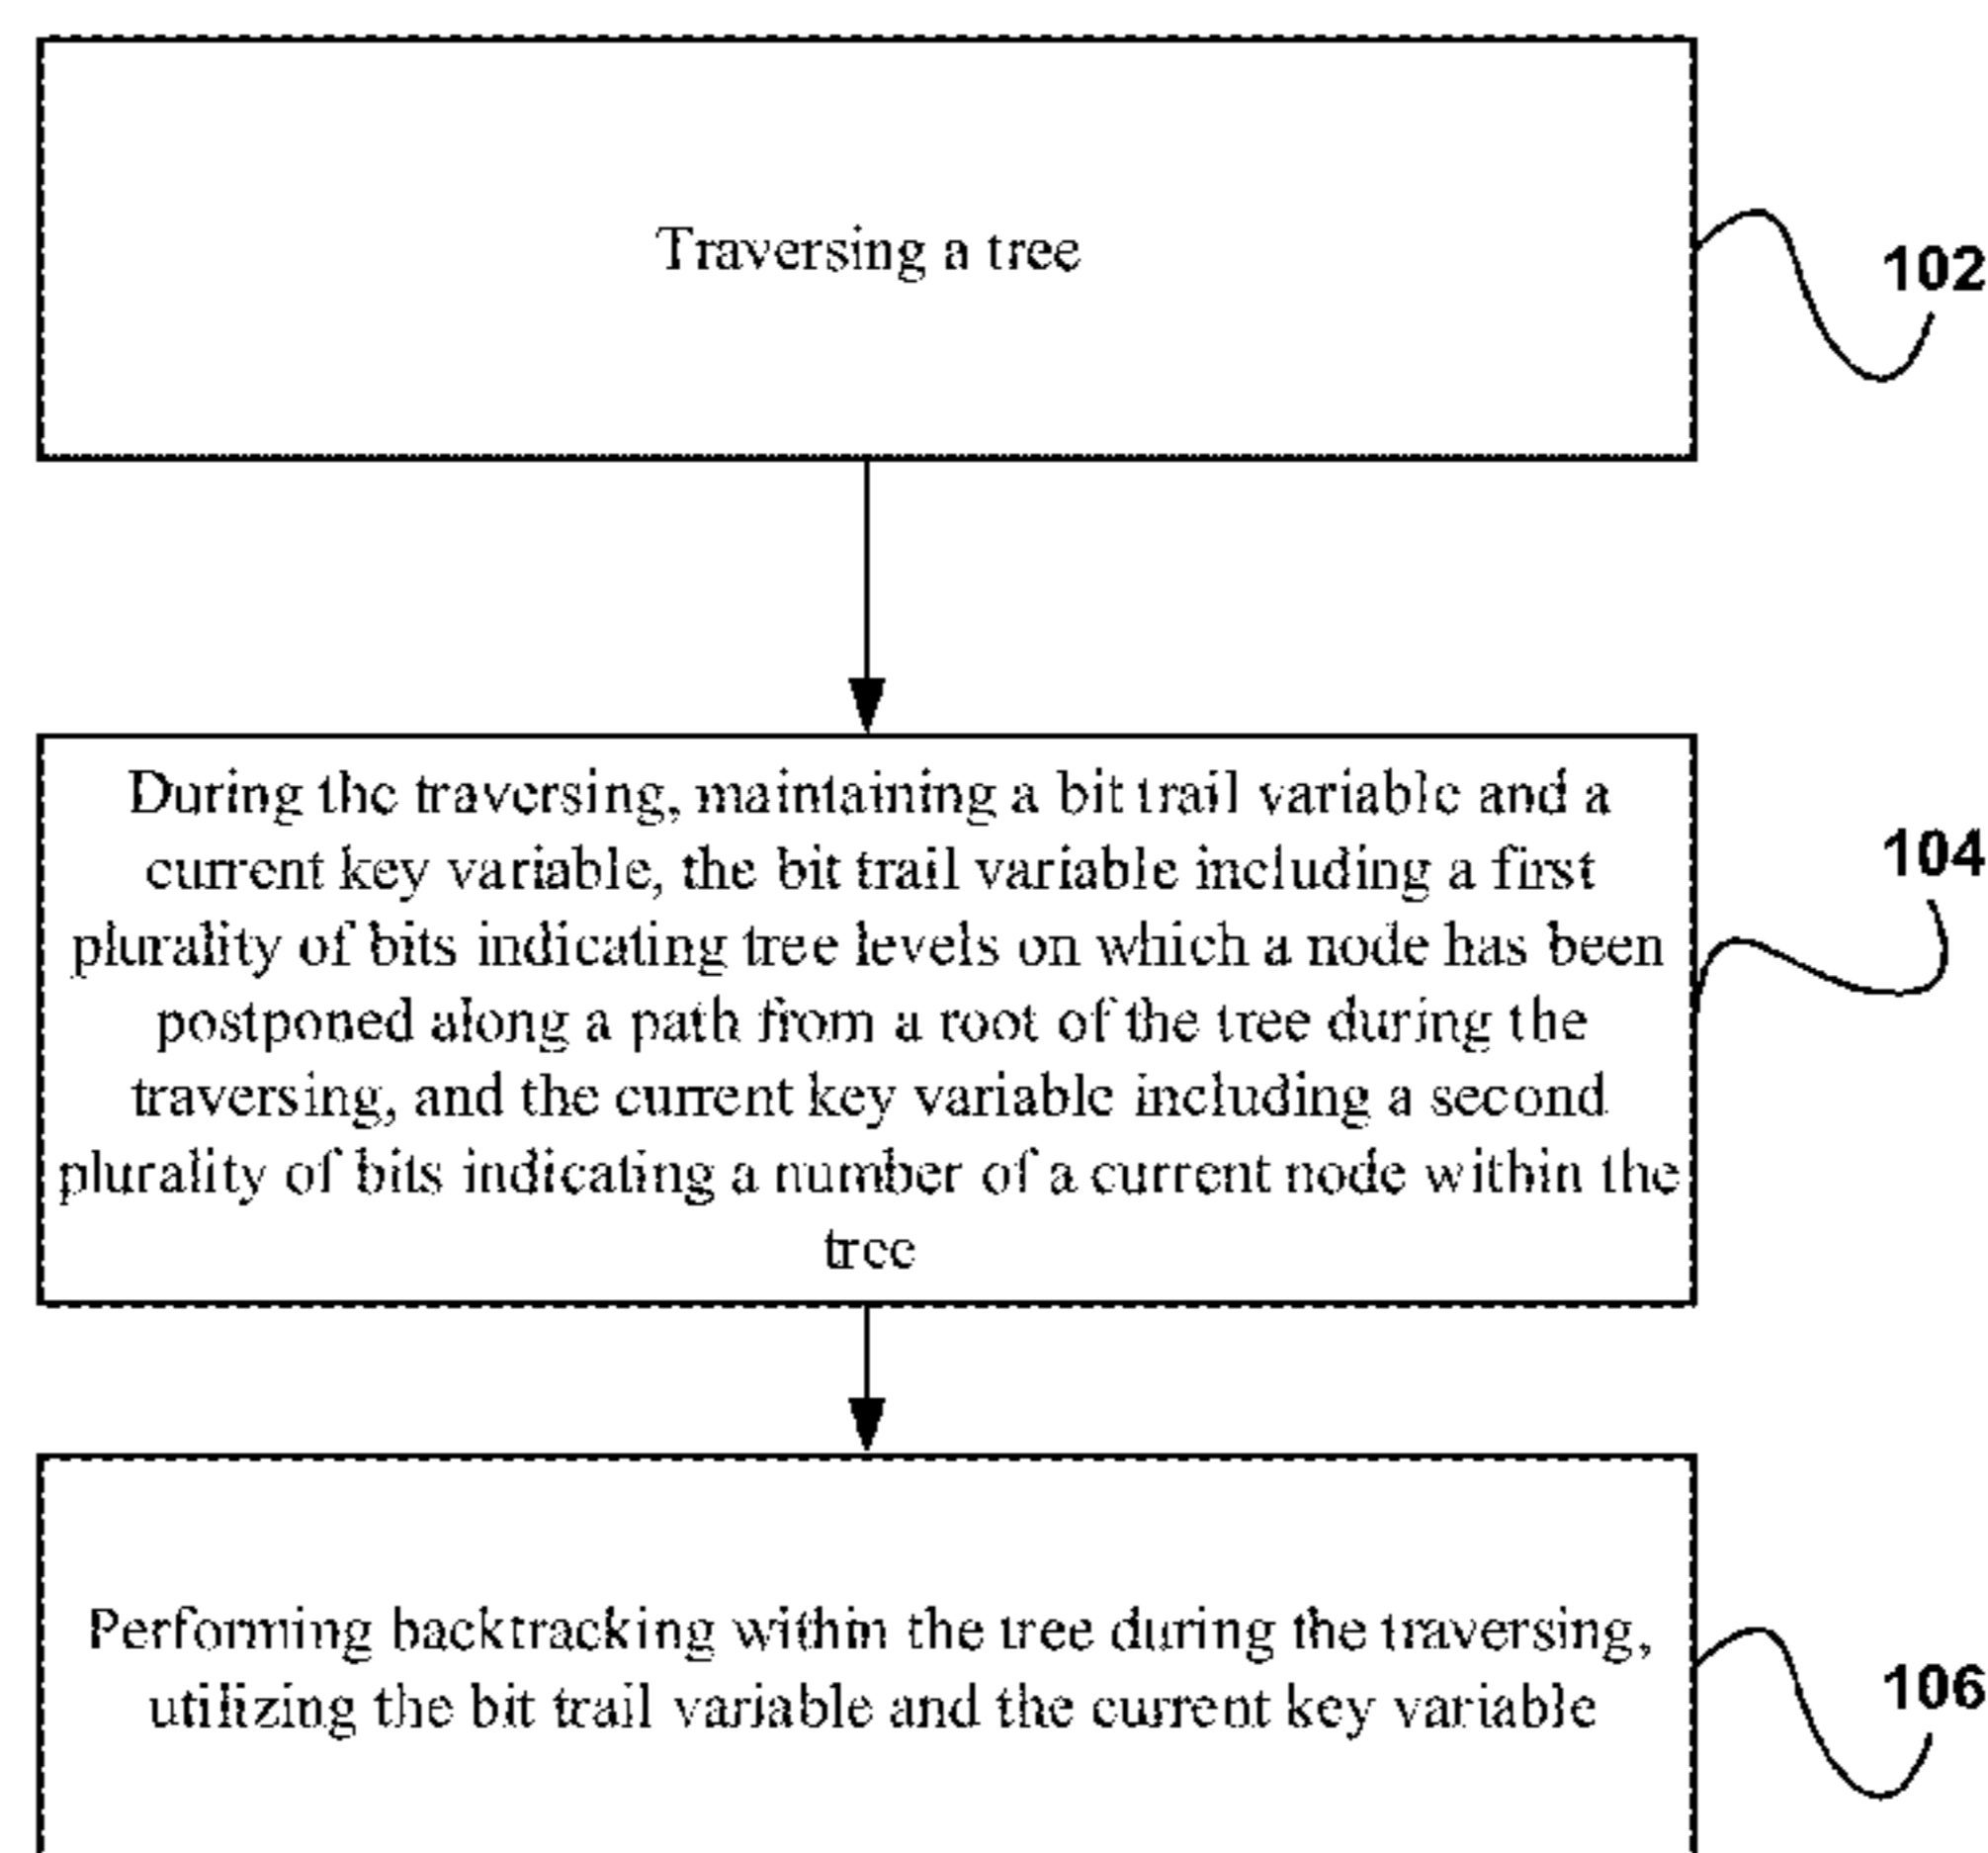 Traversing a tree
102
During the traversing, maintaining a bit trail variable and a
current key variable, the bit trail variable including a first
plurality of bits indicating tree levels on which a node has been
postponed along a path from a root of the tree during the
traversing, and the current key variable including a second
plurality of bits indicating a number of a current node within the
tree
104
Performing backtracking within the tree during the traversing,
utilizing the bit trail variable and the current key variable
106